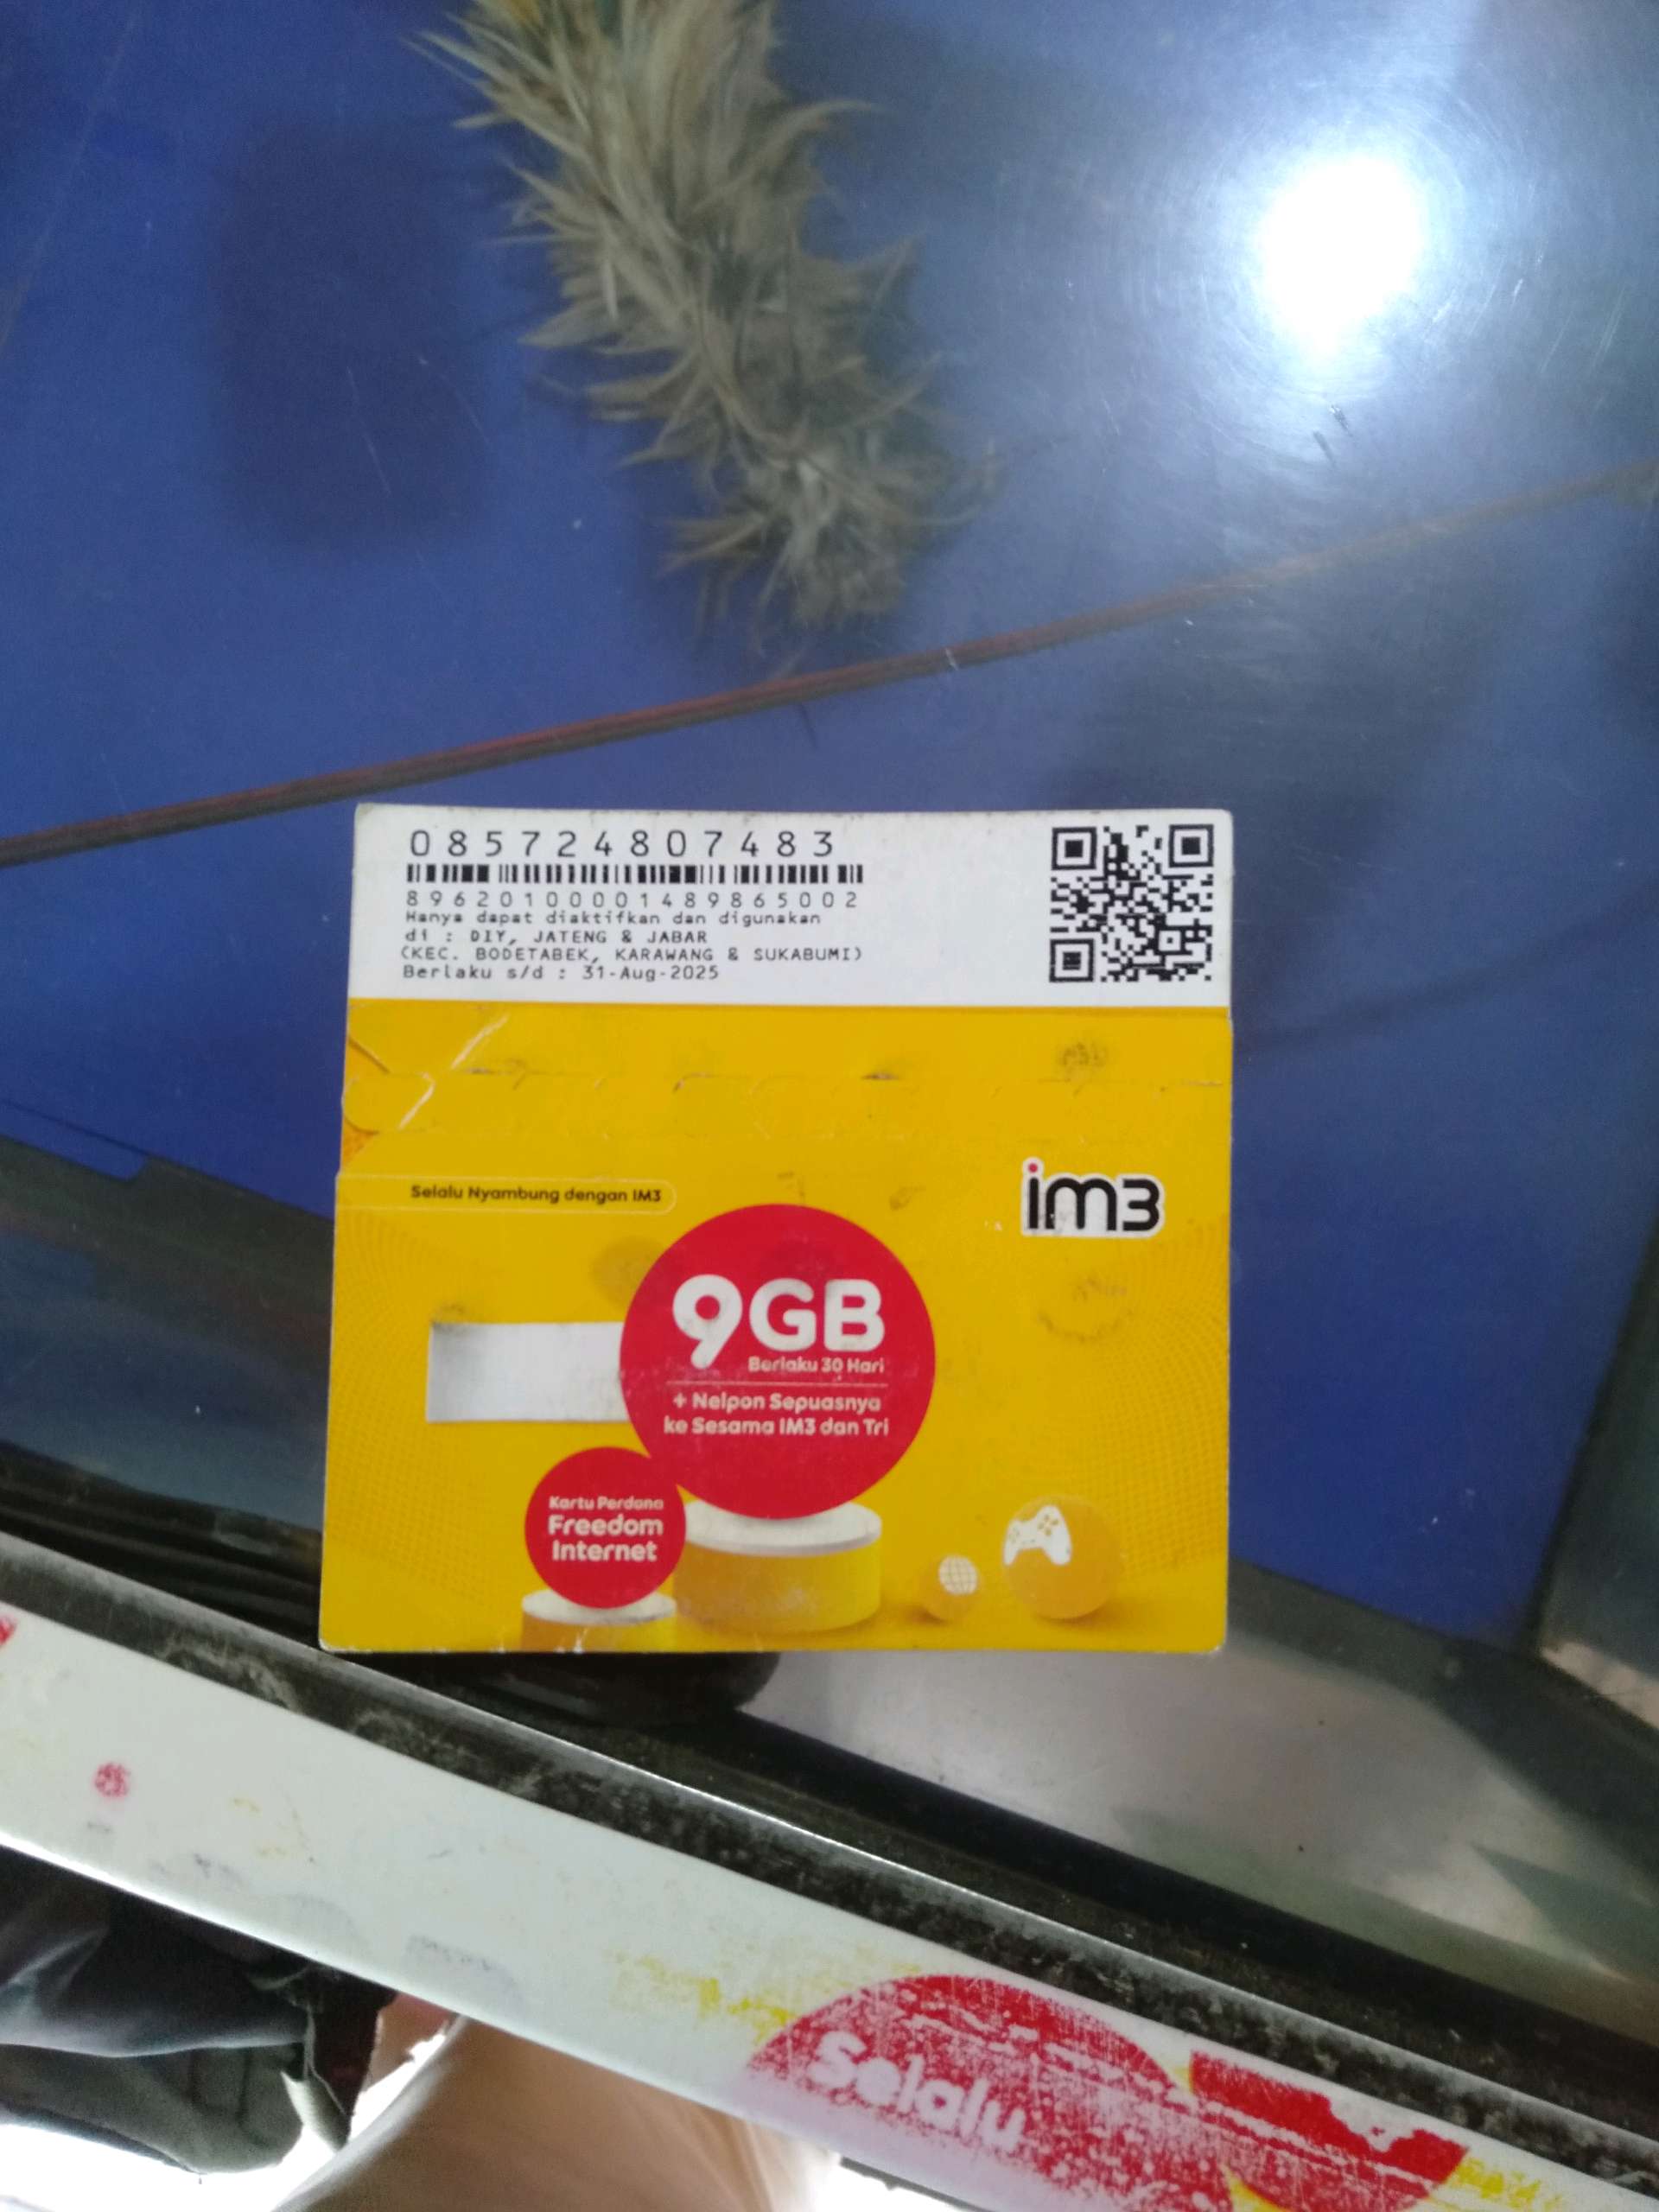 085724807483
89620100001489865002
Hanya dapat diaktifkan dan digunakan
di : DIY, JATENG & JABAR
(KEC. BODETABEK, KARAWANG & SUKABUMI)
Berlaku s/d : 31-Aug-2025
Selalu Nyambung dengan IM3
im3
9GB
Berlaku 30 Hari
+ Nelpon Sepuasnya
ke Sesama IM3 dan Tri
Kartu Perdana
Freedom
Internet
Selalu